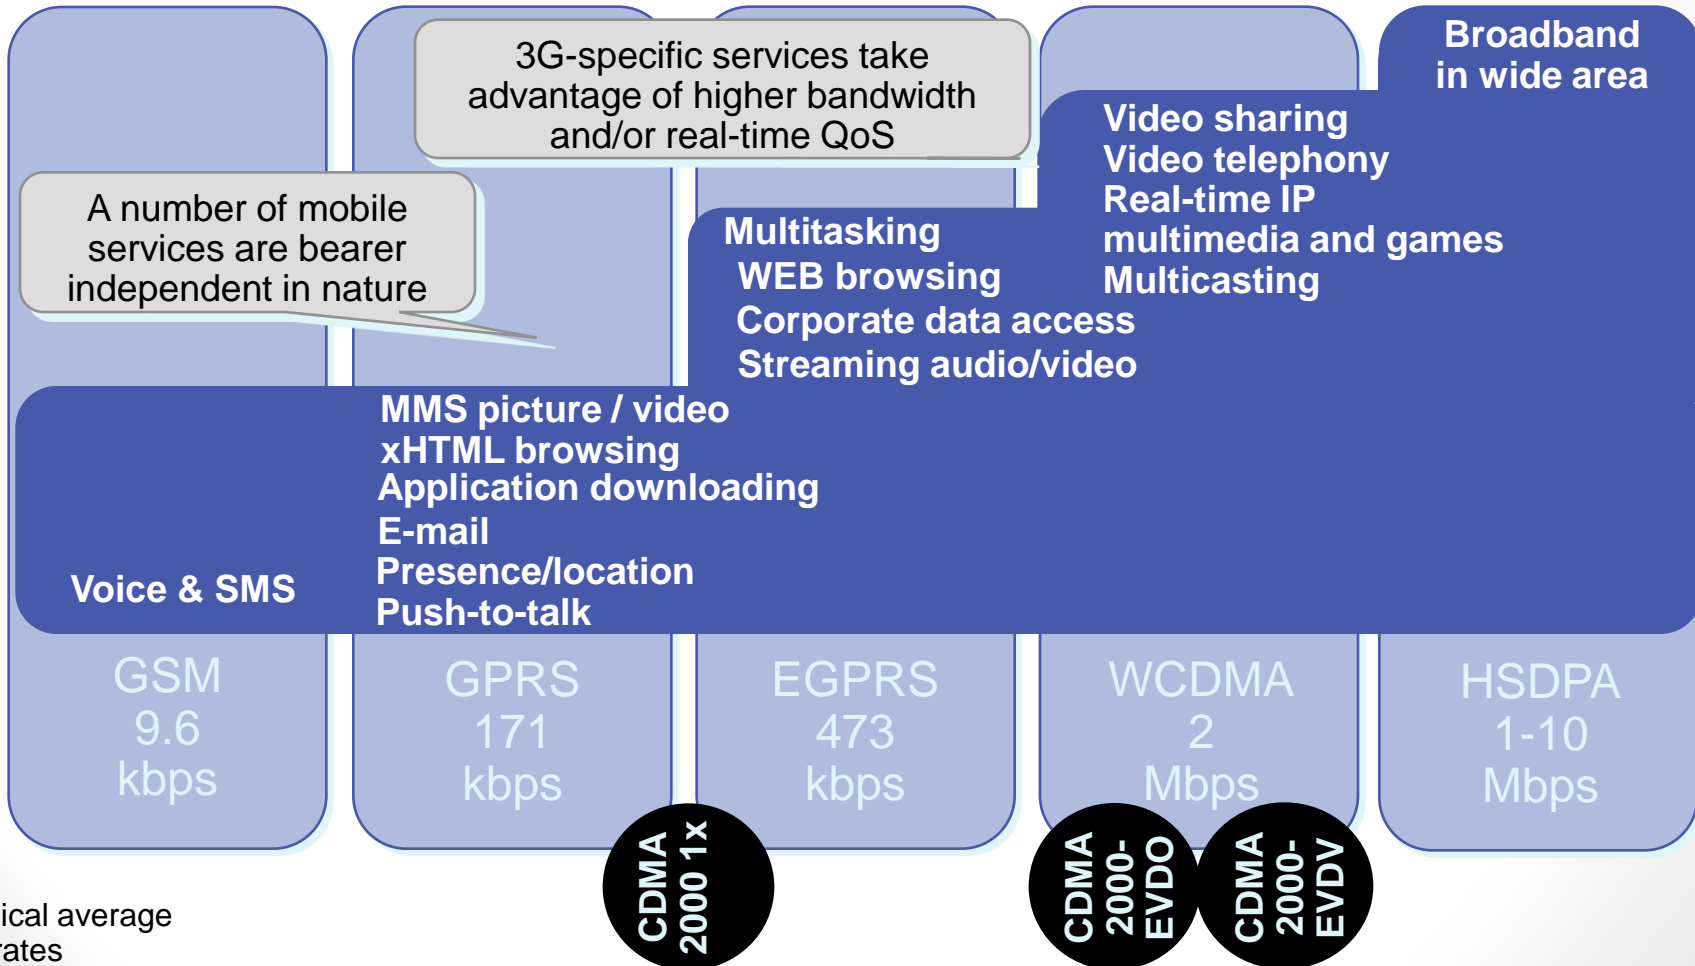 3G-specific services take
advantage of higher bandwidth
and/or real-time QoS
A number of mobile
services are bearer
independent in nature
Broadband
in wide area
Video sharing
Video telephony
Real-time IP
multimedia and games
Multicasting
Multitasking
WEB browsing
Corporate data access
Streaming audio/video
MMS picture / video
xHTML browsing
Application downloading
E-mail
Presence/location
Push-to-talk
Voice & SMS
GSM
9.6
kbps
GPRS
171
kbps
EGPRS
473
kbps
WCDMA
2
Mbps
HSDPA
1-10
Mbps
CDMA
2000 1x
CDMA
2000-
EVDO
CDMA
2000-
EVDV
average
rates